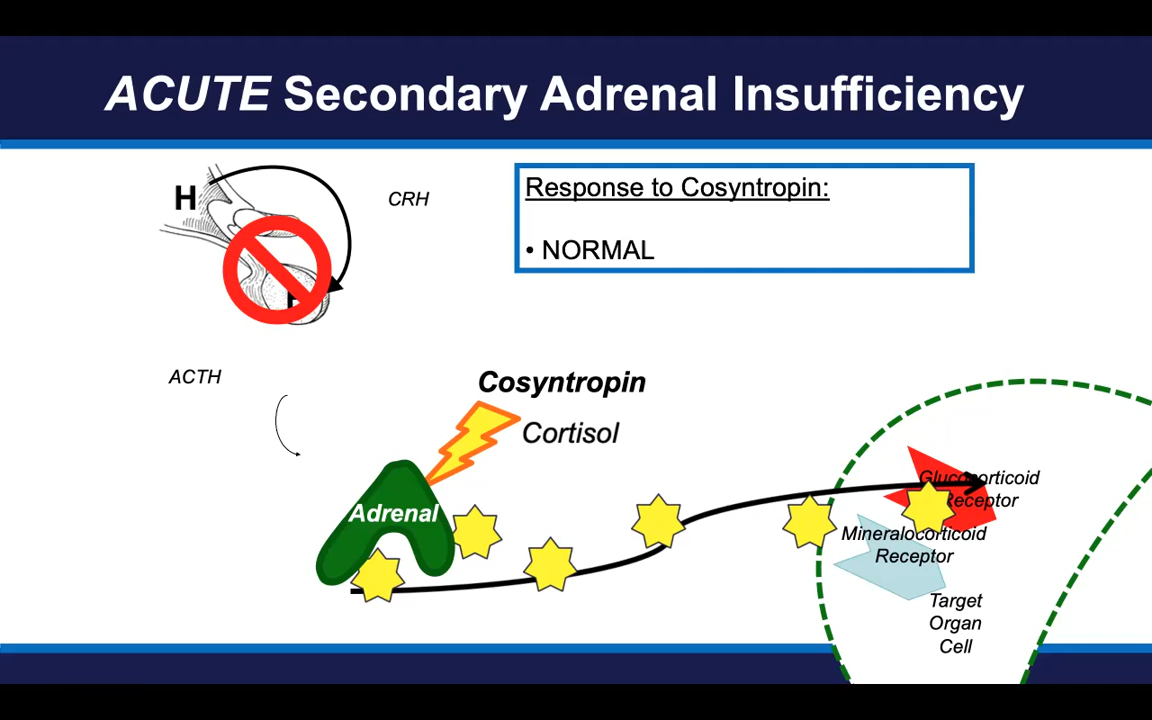 ACUTE Secondary Adrenal Insufficiency
H
CRH
Response to Cosyntropin:
• NORMAL
ACTH
Cosyntropin
Cortisol
Adrenal
Glucocorticoid
Receptor
Mineralocorticoid
Receptor
Target
Organ
Cell